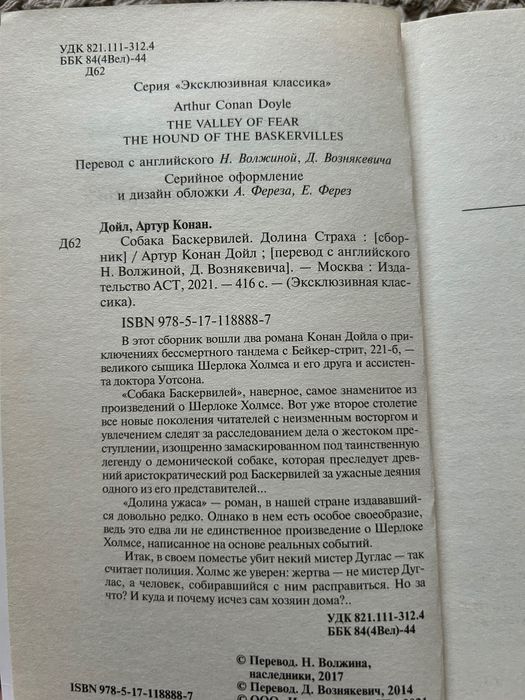 УДК 821.111-312.4
ББК 84(4Вел)-44
Д62
Серия «Эксклюзивная классика»
Arthur Conan Doyle
THE VALLEY OF FEAR
THE HOUND OF THE BASKERVILLES
Перевод с английского Н. Волжиной, Д. Вознякевича
Серийное оформление
и дизайн обложки А. Фереза, Е. Ферез
Дойл, Артур Конан.
Д62 Собака Баскервилей. Долина Страха : [сбор-
ник] / Артур Конан Дойл ; [перевод с английского
Н. Волжиной, Д. Вознякевича]. — Москва : Изда-
тельство АСТ, 2021. — 416 с. — (Эксклюзивная клас-
сика).
ISBN 978-5-17-118888-7
В этот сборник вошли два романа Конан Дойла о при-
ключениях бессмертного тандема с Бейкер-стрит, 221-б, —
великого сыщика Шерлока Холмса и его друга и ассистен-
та доктора Уотсона.
«Собака Баскервилей», наверное, самое знаменитое из
произведений о Шерлоке Холмсе. Вот уже второе столетие
все новые поколения читателей с неизменным восторгом и
увлечением следят за расследованием дела о жестоком пре-
ступлении, изощренно замаскированном под таинственную
легенду о демонической собаке, которая преследует древ-
ний аристократический род Баскервилей за ужасные деяния
одного из его представителей...
«Долина ужаса» — роман, в нашей стране издававший-
ся довольно редко. Однако в нем есть особое своеобразие,
ведь это едва ли не единственное произведение о Шерлоке
Холмсе, написанное на основе реальных событий.
Итак, в своем поместье убит некий мистер Дуглас — так
считает полиция. Холмс же уверен: жертва — не мистер Дуг-
лас, а человек, собиравшийся с ним расправиться. Но за
что? И куда и почему исчез сам хозяин дома?..
УДК 821.111-312.4
ББК 84(4Вел)-44
© Перевод. Н. Волжина,
наследники, 2017
© Перевод. Д. Вознякевич, 2014
ISBN 978-5-17-118888-7